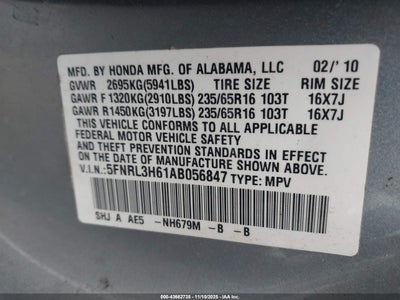 MFD. BY HONDA MFG. OF ALABAMA, LLC 02/'10
GVWR 2695KG(5941LBS) TIRE SIZE RIM SIZE
GAWR F 1320KG(2910LBS) 235/65R16 103T 16X7J
GAWR R1450KG(3197LBS) 235/65R16 103T 16X7J
THIS VEHICLE CONFORMS TO ALL APPLICABLE
FEDERAL MOTOR VEHICLE SAFETY, BUMPER,
AND THEFT PREVENTION STANDARDS IN EFFECT
ON THE DATE OF MANUFACTURE SHOWN ABOVE.
V.I.N.:5FNRL3H61AB056847 TYPE: MPV
SHJ A AE5 -NH679M -B -B
000-43662735 - 11/10/2025 - IAA Inc.